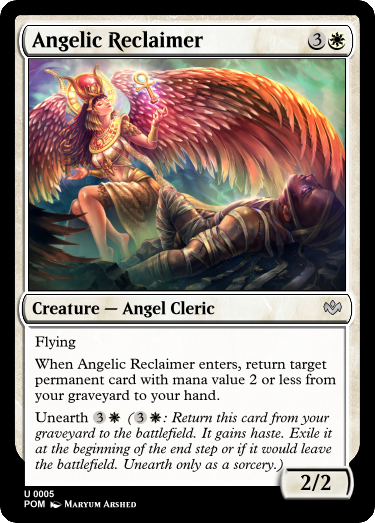 Angelic Reclaimer 3
Creature — Angel Cleric
Flying
When Angelic Reclaimer enters, return target
permanent card with mana value 2 or less from
your graveyard to your hand.
Unearth 3 (3: Return this card from your
graveyard to the battlefield. It gains haste. Exile it
at the beginning of the end step or if it would leave
the battlefield. Unearth only as a sorcery.)
2/2
U 0005
POM Maryum Arshed